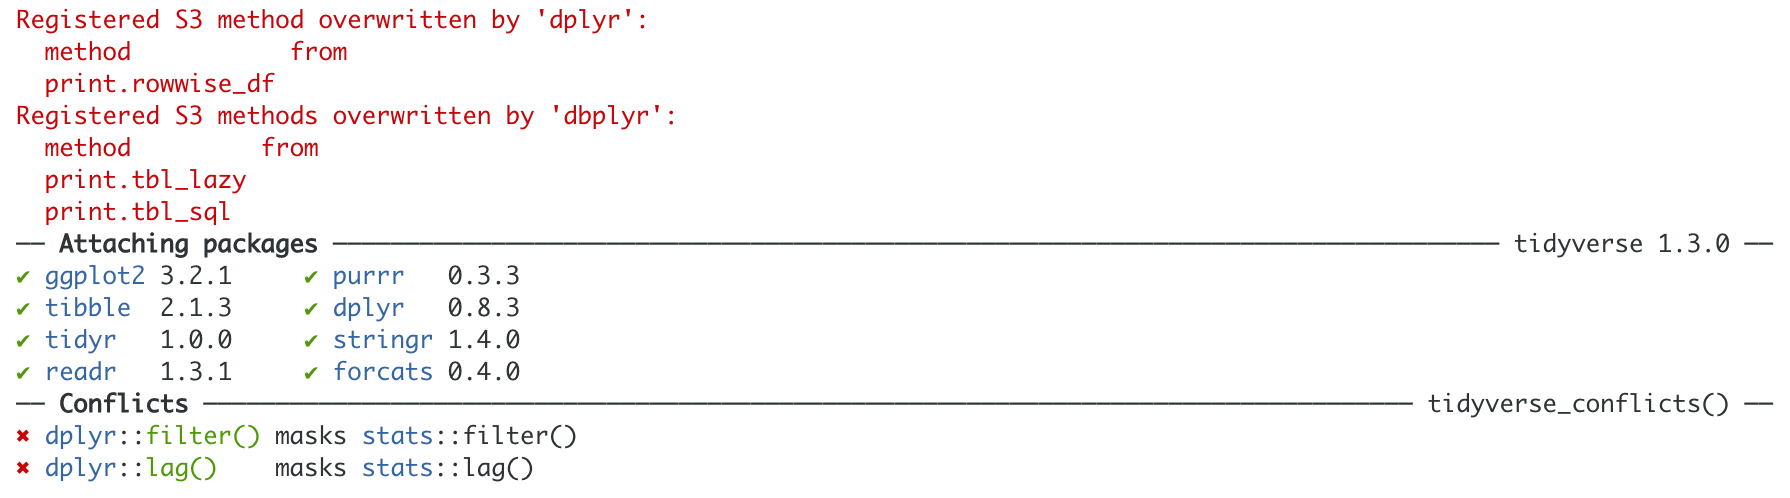 Registered S3 method overwritten by 'dplyr':
  method           from
  print.rowwise_df
Registered S3 methods overwritten by 'dbplyr':
  method         from
  print.tbl_lazy
  print.tbl_sql
── Attaching packages ───────────────────────────────────────────────────────────────────────────────── tidyverse 1.3.0 ──
✔ ggplot2 3.2.1     ✔ purrr   0.3.3
✔ tibble  2.1.3     ✔ dplyr   0.8.3
✔ tidyr   1.0.0     ✔ stringr 1.4.0
✔ readr   1.3.1     ✔ forcats 0.4.0
── Conflicts ──────────────────────────────────────────────────────────────────────────────────── tidyverse_conflicts() ──
✖ dplyr::filter() masks stats::filter()
✖ dplyr::lag()    masks stats::lag()